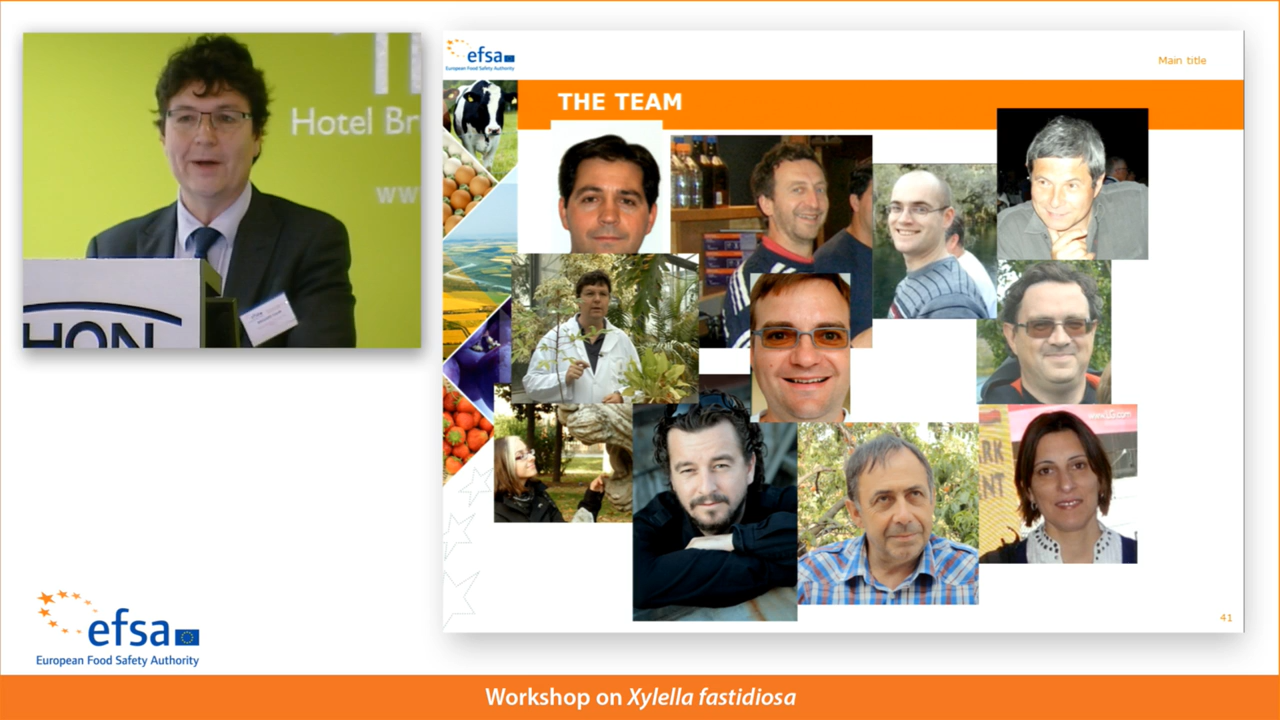 Hotel Br
ww
HON
efsa
European Food Safety Authority
Main title
THE TEAM
41
efsa
European Food Safety Authority
Workshop on Xylella fastidiosa